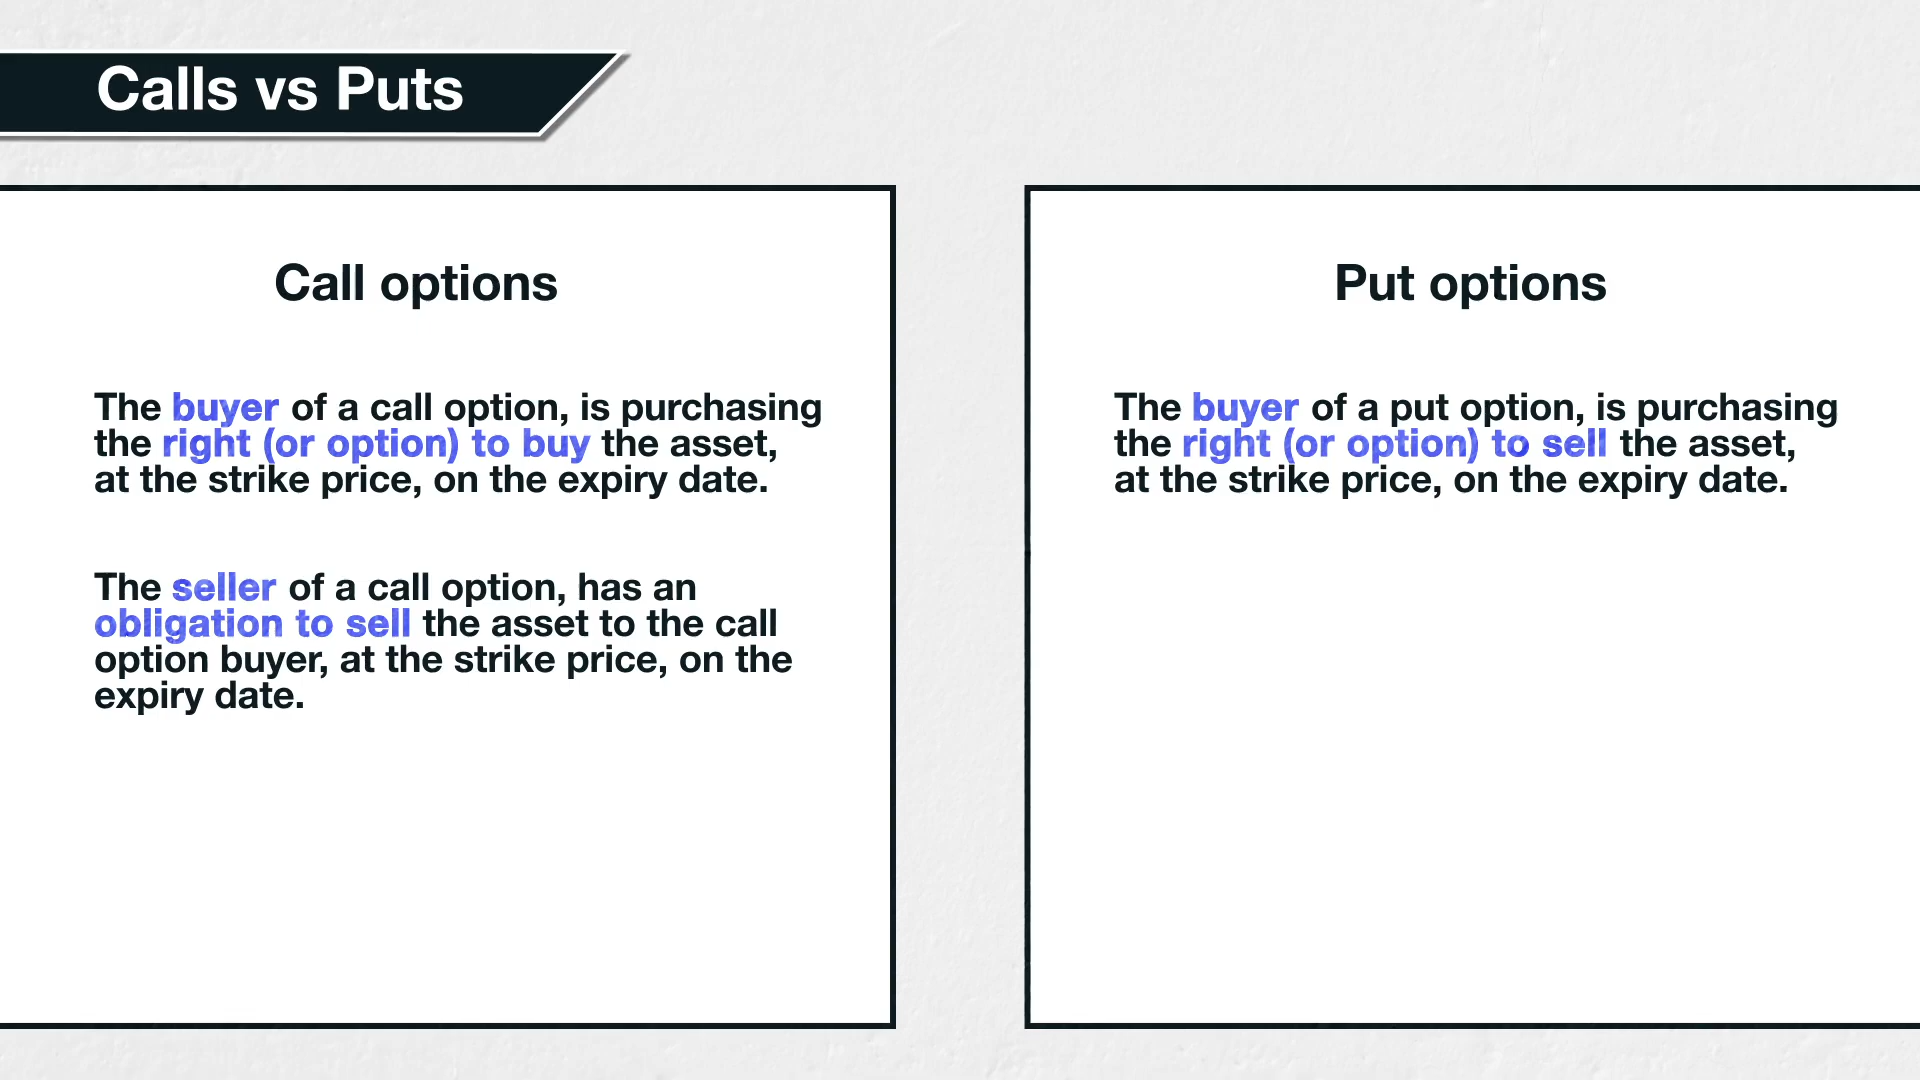 Calls vs Puts
Call options
The buyer of a call option, is purchasing
the right (or option) to buy the asset,
at the strike price, on the expiry date.
The seller of a call option, has an
obligation to sell the asset to the call
option buyer, at the strike price, on the
expiry date.
Put options
The buyer of a put option, is purchasing
the right (or option) to sell the asset,
at the strike price, on the expiry date.